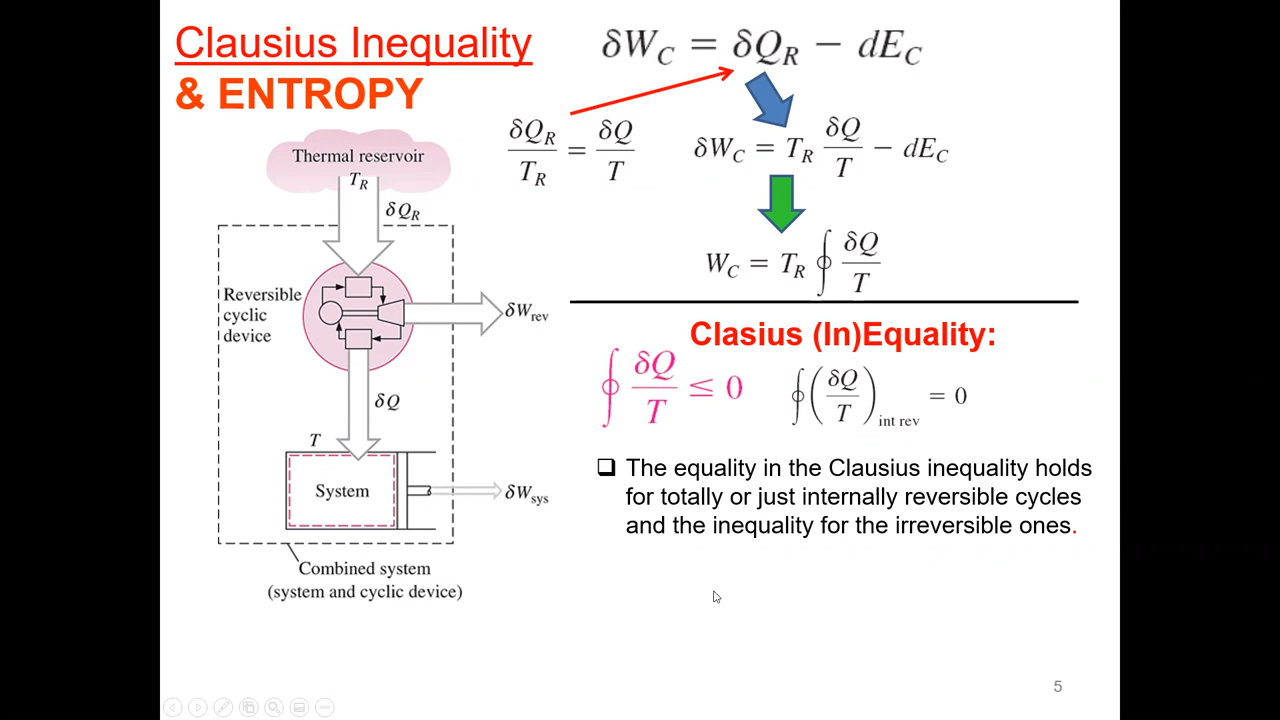 Clausius Inequality
& ENTROPY
δW_C = δQ_R − dE_C
δQ_R / T_R = δQ / T
δW_C = T_R δQ / T − dE_C
W_C = T_R ∮ δQ / T
Clasius (In)Equality:
∮ δQ / T ≤ 0
∮ (δQ / T)_int rev = 0
❑ The equality in the Clausius inequality holds
for totally or just internally reversible cycles
and the inequality for the irreversible ones.
Thermal reservoir
T_R
δQ_R
Reversible
cyclic
device
δW_rev
δQ
T
System
δW_sys
Combined system
(system and cyclic device)
5